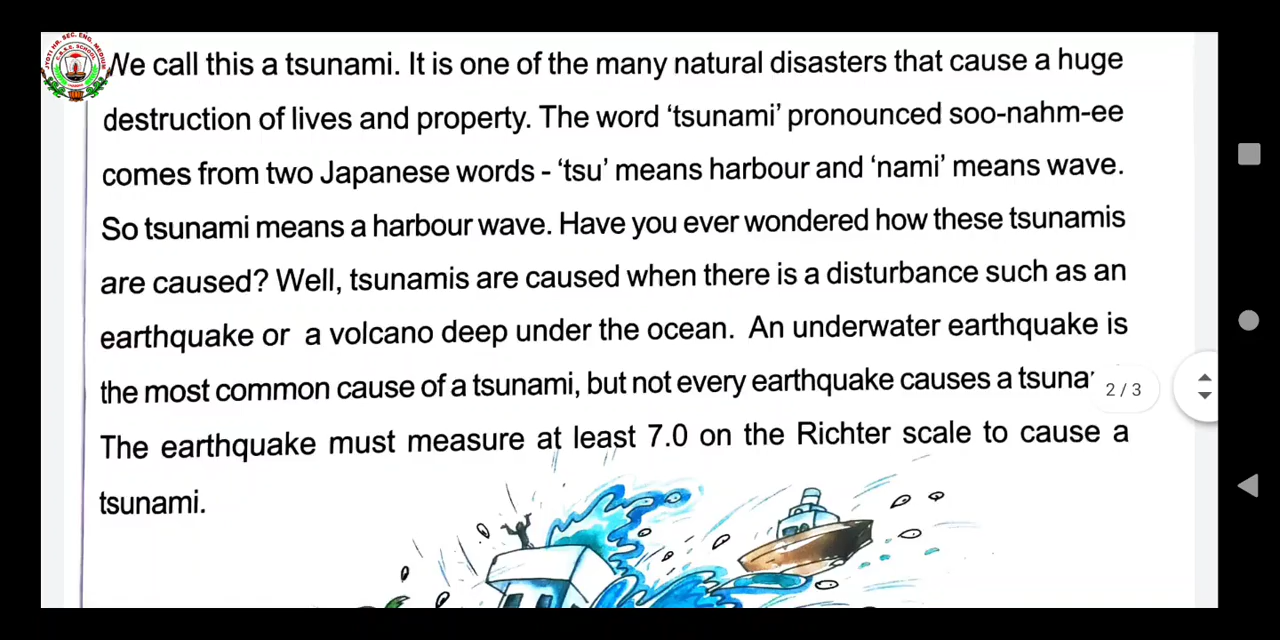 We call this a tsunami. It is one of the many natural disasters that cause a huge
destruction of lives and property. The word ‘tsunami’ pronounced soo-nahm-ee
comes from two Japanese words - ‘tsu’ means harbour and ‘nami’ means wave.
So tsunami means a harbour wave. Have you ever wondered how these tsunamis
are caused? Well, tsunamis are caused when there is a disturbance such as an
earthquake or a volcano deep under the ocean. An underwater earthquake is
the most common cause of a tsunami, but not every earthquake causes a
2 / 3
The earthquake must measure at least 7.0 on the Richter scale to cause a
tsunami.